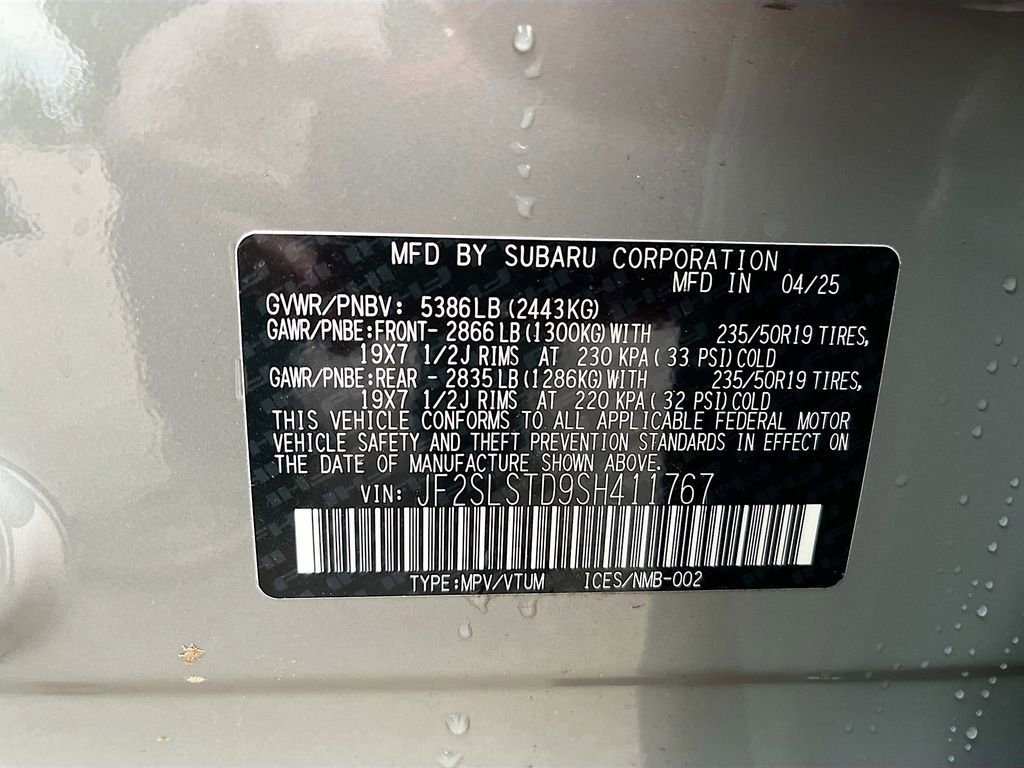 MFD BY SUBARU CORPORATION
MFD IN 04/25
GVWR/PNBV: 5386LB (2443KG)
GAWR/PNBE:FRONT- 2866 LB (1300KG) WITH 235/50R19 TIRES,
19X7 1/2J RIMS AT 230 KPA ( 33 PSI) COLD
GAWR/PNBE:REAR - 2835 LB (1286KG) WITH 235/50R19 TIRES,
19X7 1/2J RIMS AT 220 KPA ( 32 PSI) COLD
THIS VEHICLE CONFORMS TO ALL APPLICABLE FEDERAL MOTOR
VEHICLE SAFETY AND THEFT PREVENTION STANDARDS IN EFFECT ON
THE DATE OF MANUFACTURE SHOWN ABOVE.
VIN: JF2SLSTD9SH411767
TYPE:MPV/VTUM ICES/NMB-002